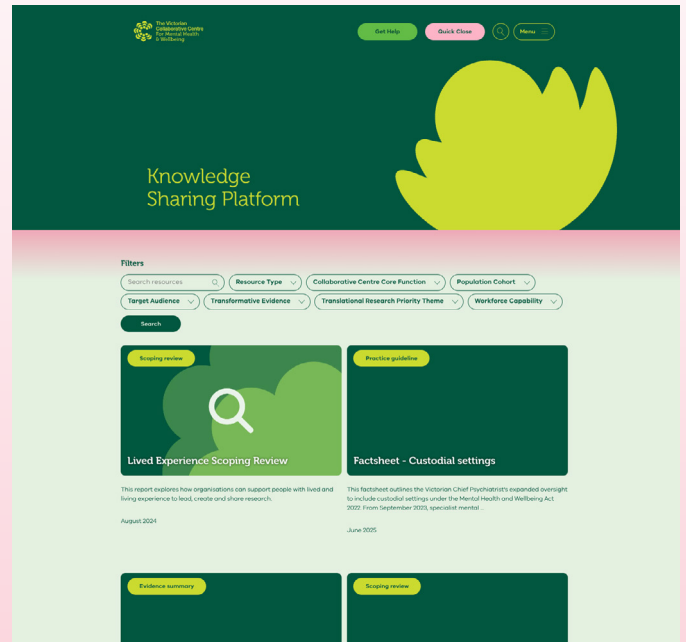 The Victorian
Collaborative Centre
For Mental Health
& Wellbeing
Get Help
Quick Close
Menu
Knowledge
Sharing Platform
Filters
Search resources
Resource Type
Collaborative Centre Core Function
Population Cohort
Target Audience
Transformative Evidence
Translational Research Priority Theme
Workforce Capability
Search
Scoping review
Lived Experience Scoping Review
This report explores how organisations can support people with lived and
living experience to lead, create and share research.
August 2024
Practice guideline
Factsheet - Custodial settings
This factsheet outlines the Victorian Chief Psychiatrist's expanded oversight
to include custodial settings under the Mental Health and Wellbeing Act
2022. From September 2023, specialist mental ...
June 2025
Evidence summary
Scoping review